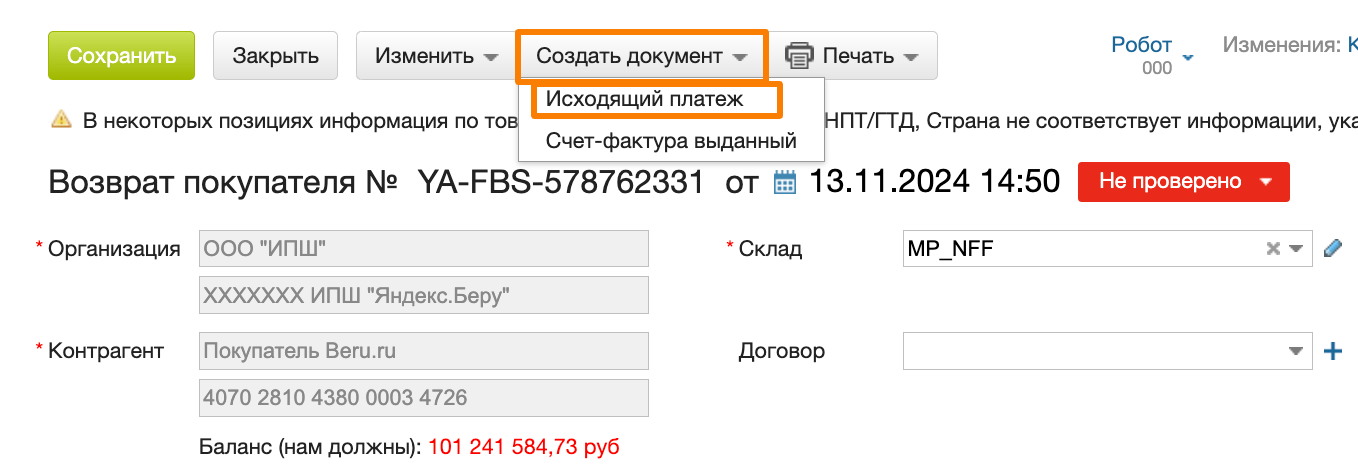 Сохранить Закрыть Изменить Создать документ Печать Робот Изменения:
000
Исходящий платеж
В некоторых позициях информация по НПТ/ГТД, Страна не соответствует информации,
Счет-фактура выданный
Возврат покупателя № YA-FBS-578762331 от 13.11.2024 14:50 Не проверено
* Организация ООО "ИПШ" * Склад MP_NFF
XXXXXXX ИПШ "Яндекс.Беру"
* Контрагент Покупатель Beru.ru Договор
4070 2810 4380 0003 4726
Баланс (нам должны): 101 241 584,73 руб